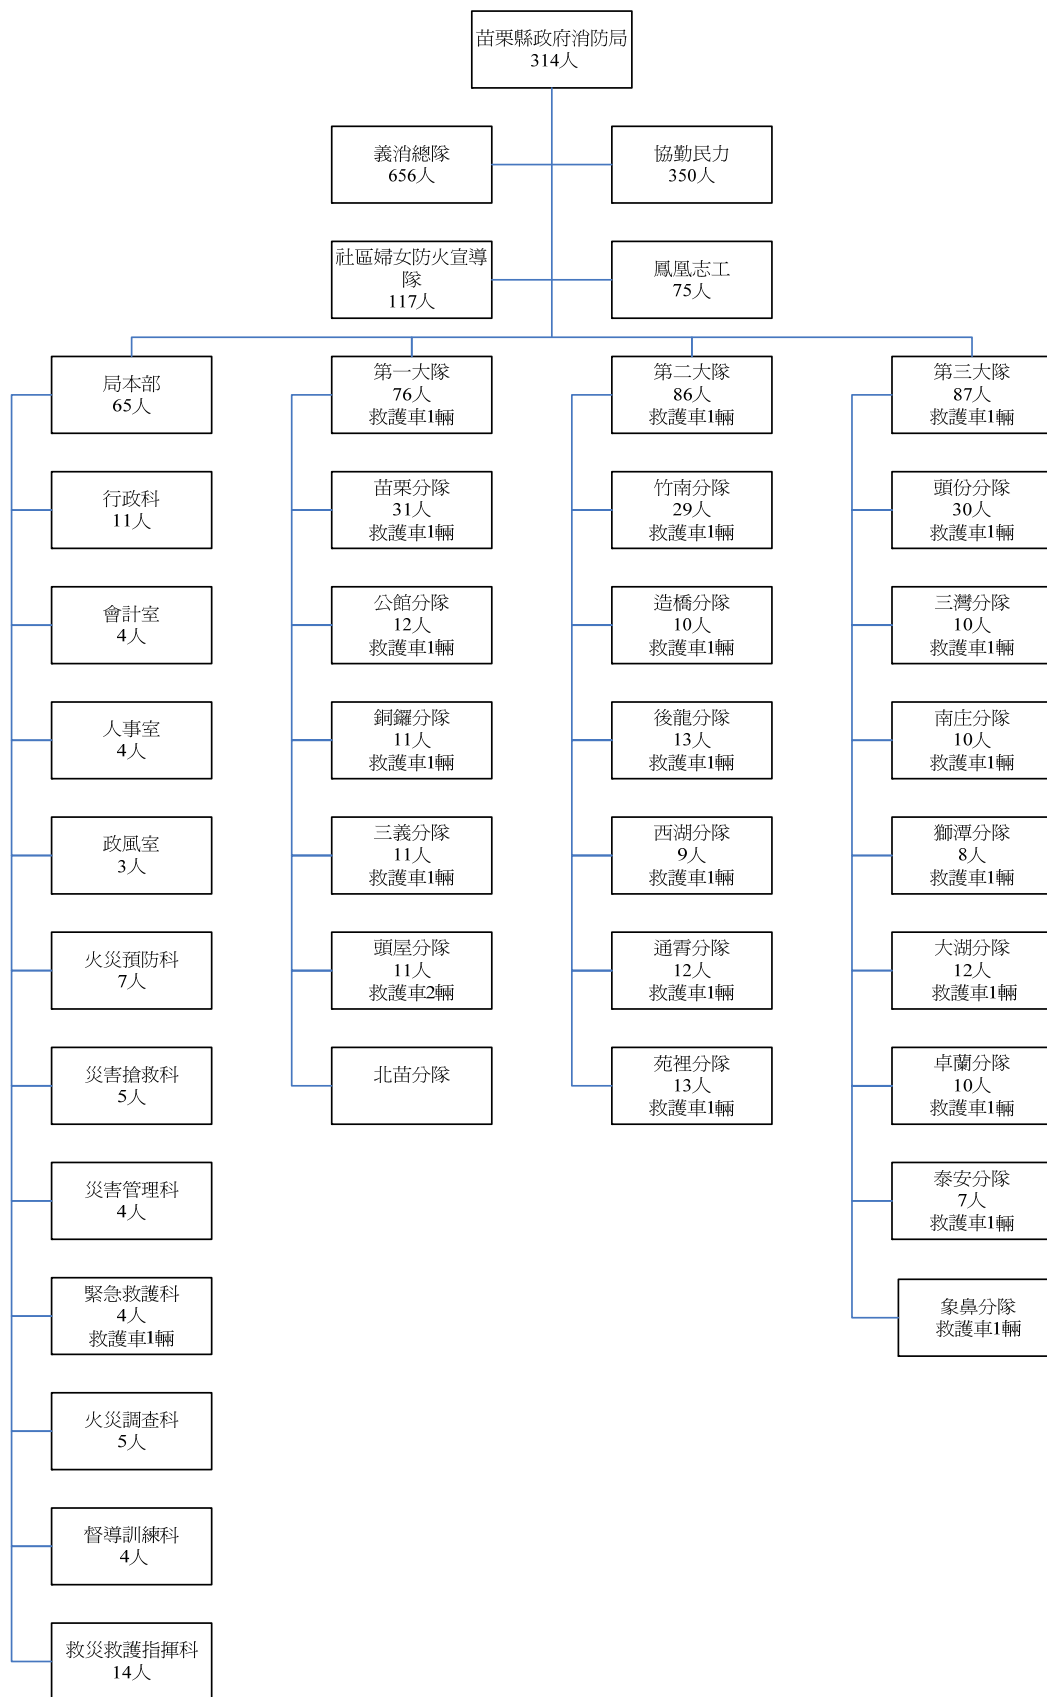 苗栗縣政府消防局
314人
義消總隊
656人
協勤民力
350人
社區婦女防火宣導
隊
117人
鳳凰志工
75人
局本部
65人
行政科
11人
會計室
4人
人事室
4人
政風室
3人
火災預防科
7人
災害搶救科
5人
災害管理科
4人
緊急救護科
4人
救護車1輛
火災調查科
5人
督導訓練科
4人
救災救護指揮科
14人
第一大隊
76人
救護車1輛
苗栗分隊
31人
救護車1輛
公館分隊
12人
救護車1輛
銅鑼分隊
11人
救護車1輛
三義分隊
11人
救護車1輛
頭屋分隊
11人
救護車2輛
北苗分隊
第二大隊
86人
救護車1輛
竹南分隊
29人
救護車1輛
造橋分隊
10人
救護車1輛
後龍分隊
13人
救護車1輛
西湖分隊
9人
救護車1輛
通霄分隊
12人
救護車1輛
苑裡分隊
13人
救護車1輛
第三大隊
87人
救護車1輛
頭份分隊
30人
救護車1輛
三灣分隊
10人
救護車1輛
南庄分隊
10人
救護車1輛
獅潭分隊
8人
救護車1輛
大湖分隊
12人
救護車1輛
卓蘭分隊
10人
救護車1輛
泰安分隊
7人
救護車1輛
象鼻分隊
救護車1輛